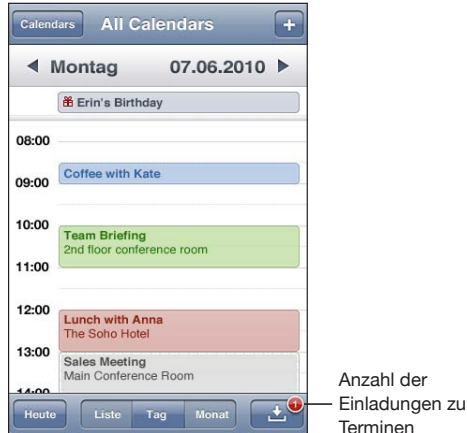 Calendars
All Calendars
+
Montag 07.06.2010
Erin's Birthday
08:00
Coffee with Kate
09:00
10:00
Team Briefing
2nd floor conference room
11:00
12:00
Lunch with Anna
The Soho Hotel
13:00
Sales Meeting
Main Conference Room
14:00
Heute
Liste
Tag
Monat
1
Anzahl der
Einladungen zu
Terminen